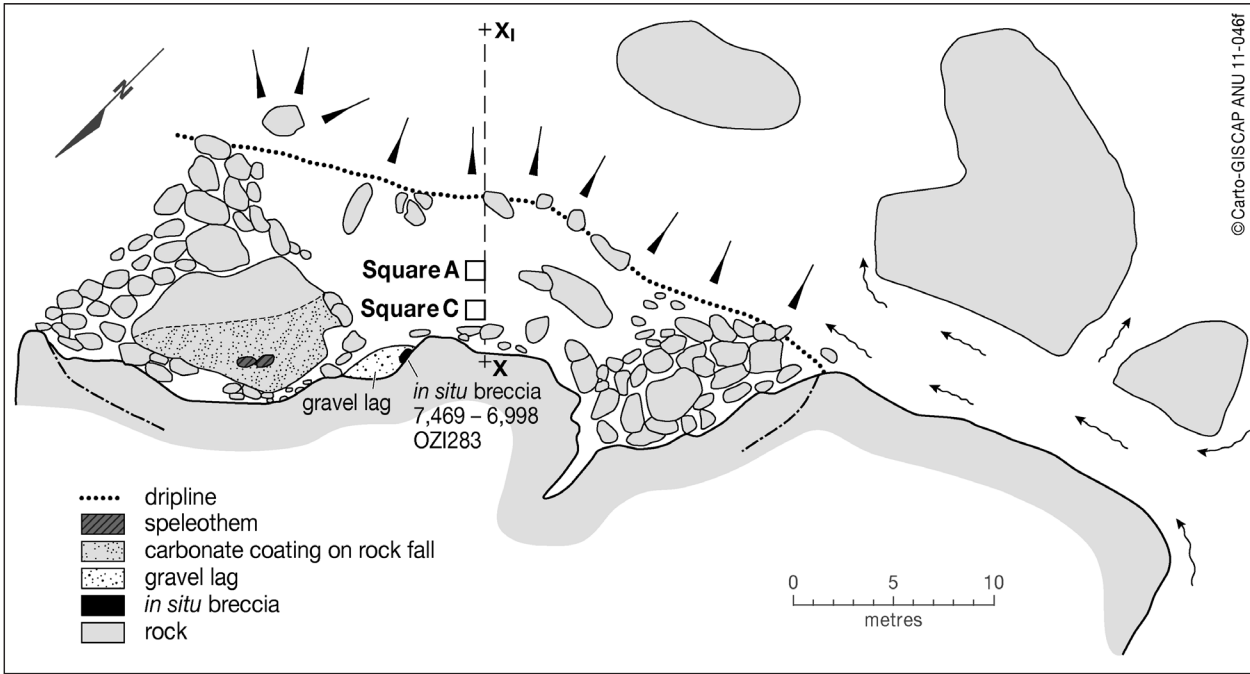 X₁
N
© Carto-GISCAP ANU 11-046f
Square A
Square C
X
gravel lag
in situ breccia
7,469 – 6,998
OZI283
dripline
speleothem
carbonate coating on rock fall
gravel lag
in situ breccia
rock
0 5 10
metres